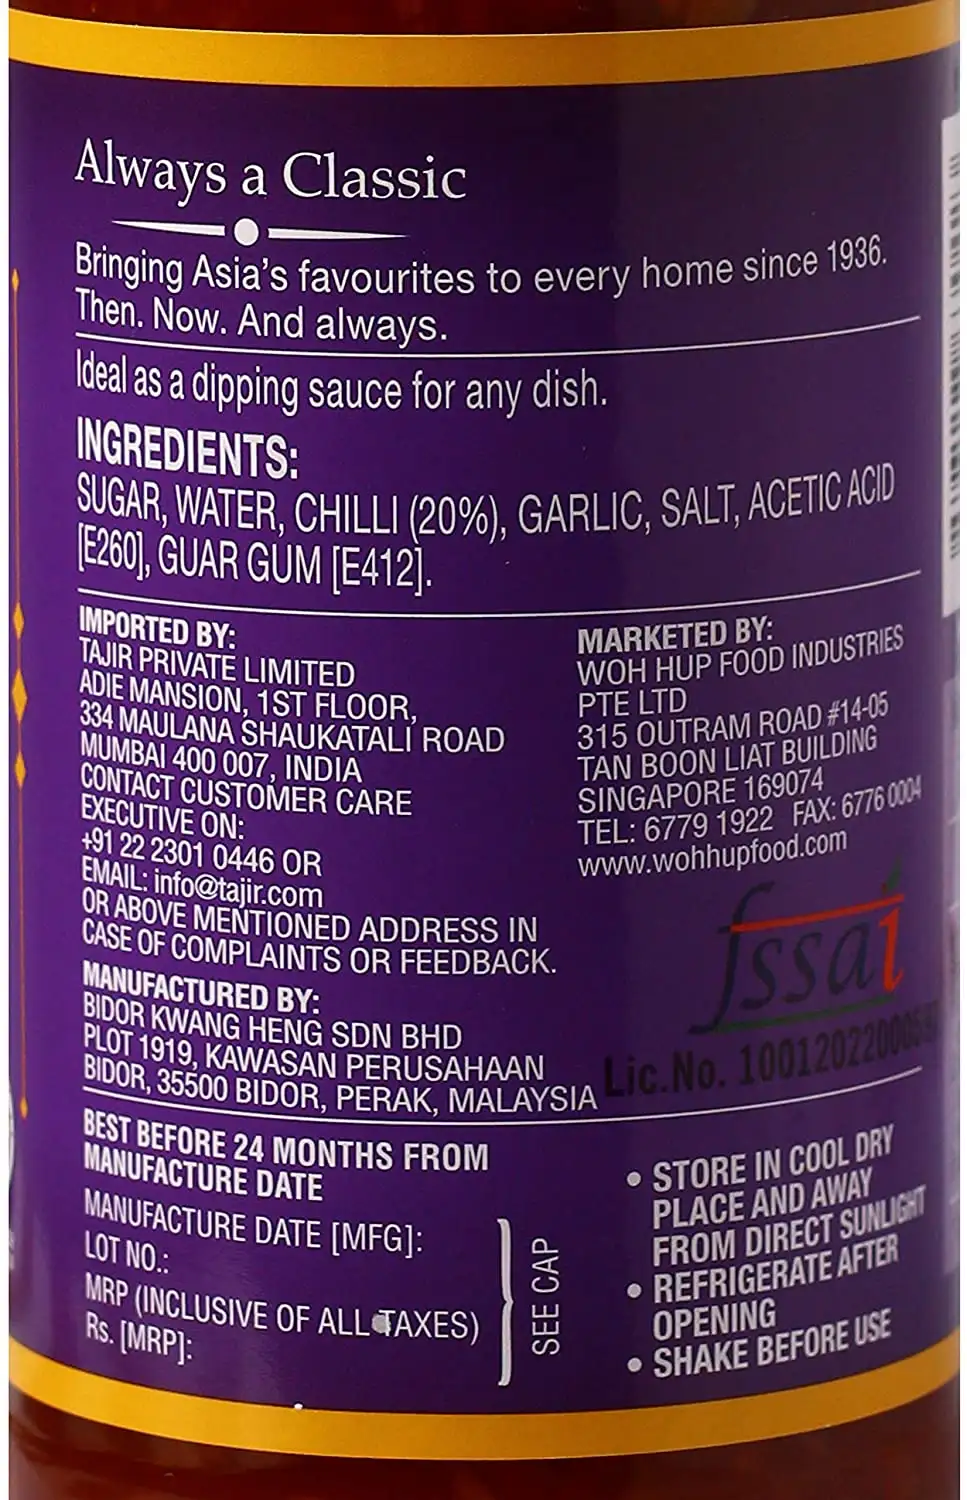 Always a Classic
Bringing Asia's favourites to every home since 1936.
Then. Now. And always.
Ideal as a dipping sauce for any dish.
INGREDIENTS:
SUGAR, WATER, CHILLI (20%), GARLIC, SALT, ACETIC ACID
[E260], GUAR GUM [E412].
IMPORTED BY:
TAJIR PRIVATE LIMITED
ADIE MANSION, 1ST FLOOR,
334 MAULANA SHAUKATALI ROAD
MUMBAI 400 007, INDIA
CONTACT CUSTOMER CARE
EXECUTIVE ON:
+91 22 2301 0446 OR
EMAIL: info@tajir.com
OR ABOVE MENTIONED ADDRESS IN
CASE OF COMPLAINTS OR FEEDBACK.
MANUFACTURED BY:
BIDOR KWANG HENG SDN BHD
PLOT 1919, KAWASAN PERUSAHAAN
BIDOR, 35500 BIDOR, PERAK, MALAYSIA
MARKETED BY:
WOH HUP FOOD INDUSTRIES
PTE LTD
315 OUTRAM ROAD #14-05
TAN BOON LIAT BUILDING
SINGAPORE 169074
TEL: 6779 1922 FAX: 6776 0004
www.wohhupfood.com
fssai
Lic.No.
BEST BEFORE 24 MONTHS FROM
MANUFACTURE DATE
MANUFACTURE DATE [MFG]:
LOT NO.:
MRP (INCLUSIVE OF ALL TAXES)
Rs. [MRP]:
SEE CAP
• STORE IN COOL DRY
PLACE AND AWAY
FROM DIRECT SUNLIGHT
• REFRIGERATE AFTER
OPENING
• SHAKE BEFORE USE